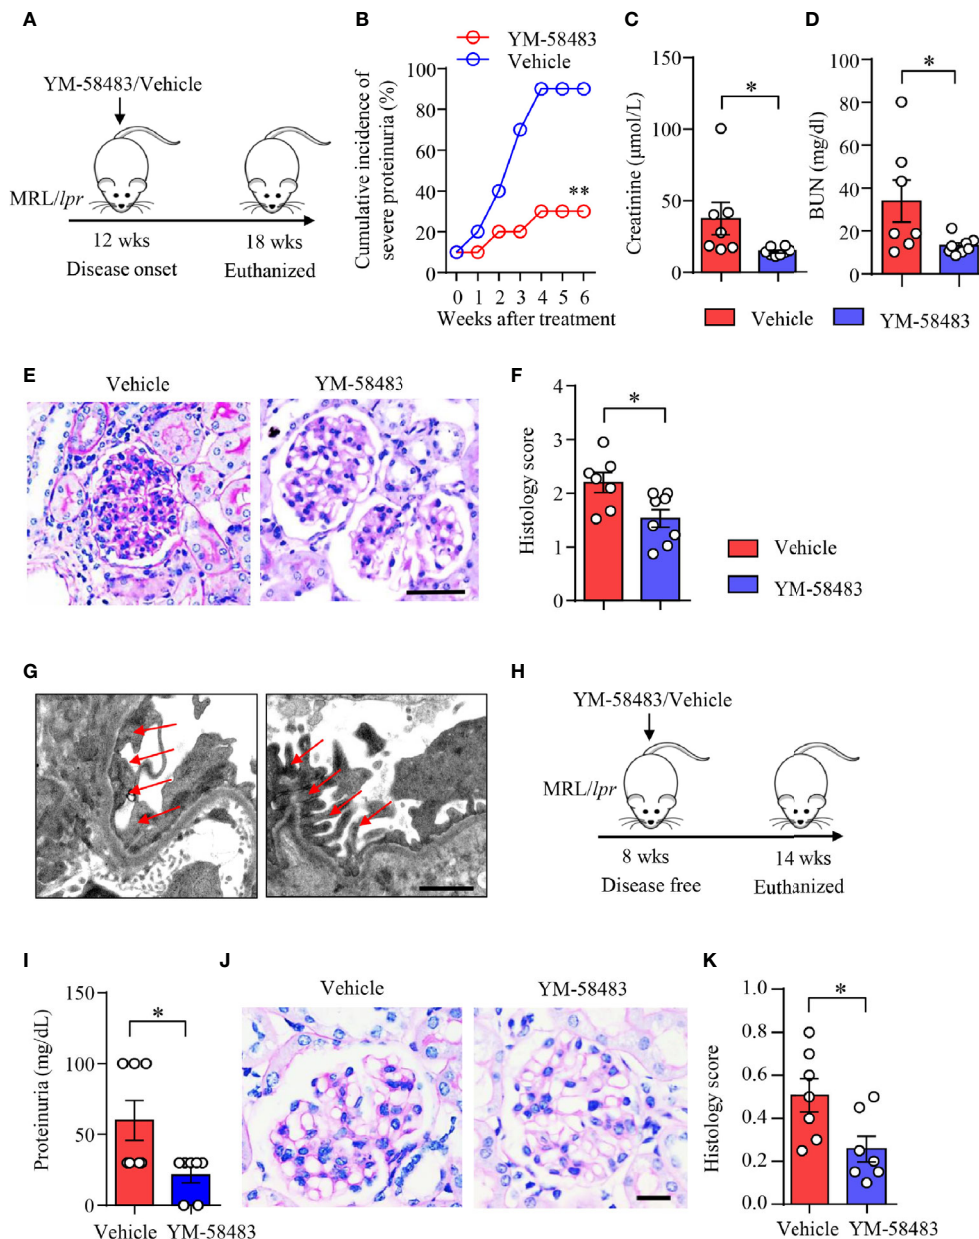 A
YM-58483/Vehicle
MRL/lpr
12 wks
18 wks
Disease onset
Euthanized
B
YM-58483
Vehicle
Cumulative incidence of
severe proteinuria (%)
100
80
60
40
20
0
0 1 2 3 4 5 6
Weeks after treatment
**
C
Creatinine (μmol/L)
150
100
50
0
*
D
BUN (mg/dl)
100
80
60
40
20
0
*
Vehicle
YM-58483
E
Vehicle
YM-58483
F
Histology score
4
3
2
1
0
*
Vehicle
YM-58483
G
H
YM-58483/Vehicle
MRL/lpr
8 wks
14 wks
Disease free
Euthanized
I
Proteinuria (mg/dL)
150
100
50
0
*
Vehicle YM-58483
J
Vehicle
YM-58483
K
Histology score
1.0
0.8
0.6
0.4
0.2
0.0
*
Vehicle YM-58483